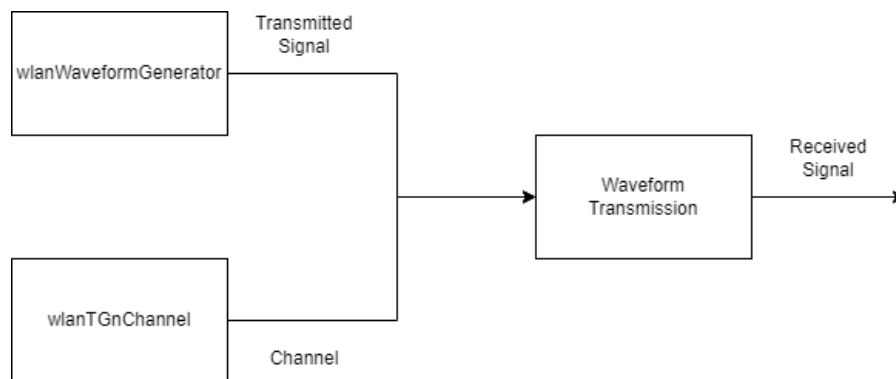 Transmitted
Signal
wlanWaveformGenerator
Received
Signal
Waveform
Transmission
wlanTGnChannel
Channel